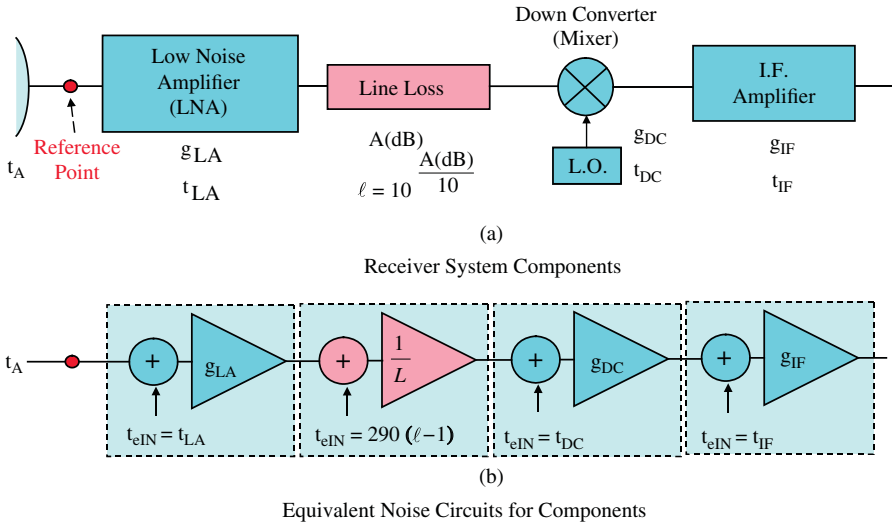 Down Converter
(Mixer)
Low Noise
Amplifier
(LNA)
Line Loss
I.F.
Amplifier
Reference
Point
t_A
g_LA
t_LA
A(dB)
ℓ = 10 A(dB)/10
L.O.
g_DC
t_DC
g_IF
t_IF
(a)
Receiver System Components
t_A
+
g_LA
+
1/L
+
g_DC
+
g_IF
t_eIN = t_LA
t_eIN = 290 (ℓ−1)
t_eIN = t_DC
t_eIN = t_IF
(b)
Equivalent Noise Circuits for Components